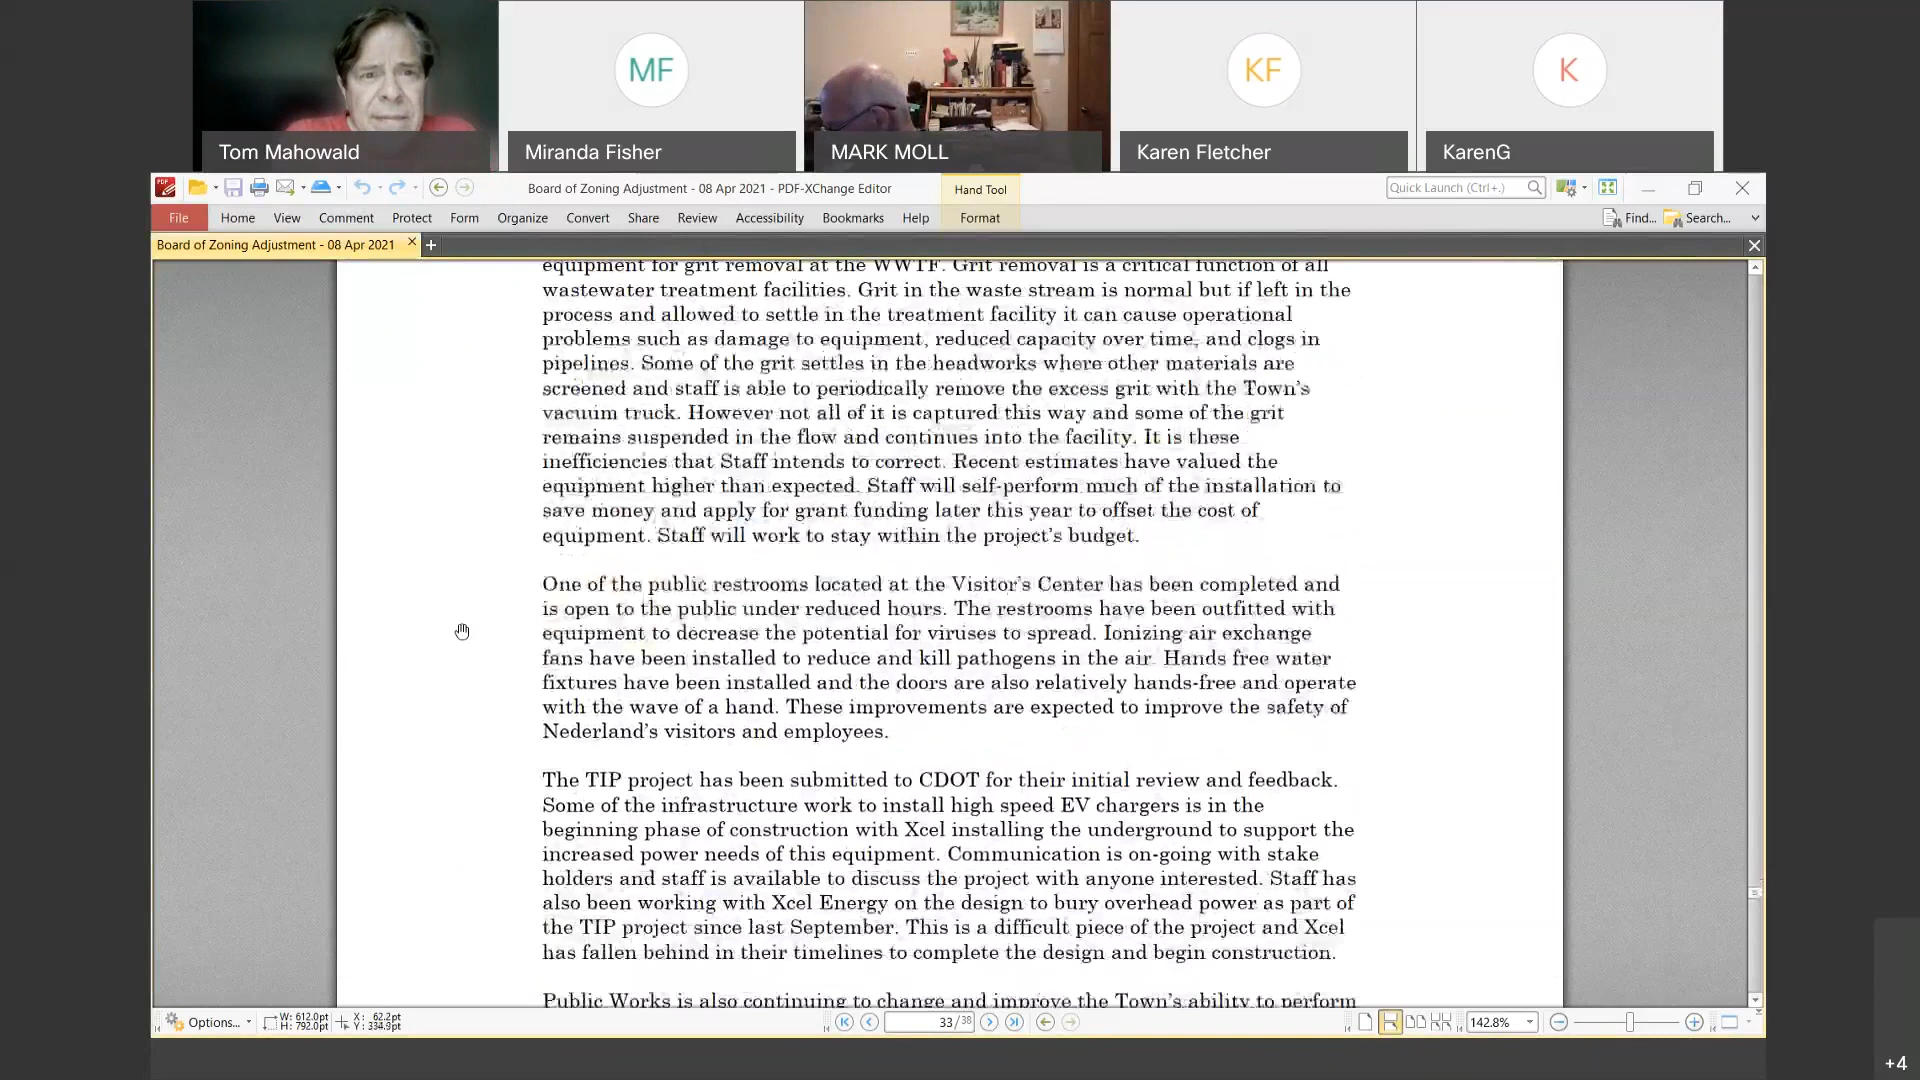 MF
KF
K
Tom Mahowald
Miranda Fisher
MARK MOLL
Karen Fletcher
KarenG
Board of Zoning Adjustment - 08 Apr 2021 - PDF-XChange Editor
Hand Tool
Quick Launch (Ctrl+.)
File
Home
View
Comment
Protect
Form
Organize
Convert
Share
Review
Accessibility
Bookmarks
Help
Format
Find...
Search...
Board of Zoning Adjustment - 08 Apr 2021
equipment for grit removal at the WWTF. Grit removal is a critical function of all
wastewater treatment facilities. Grit in the waste stream is normal but if left in the
process and allowed to settle in the treatment facility it can cause operational
problems such as damage to equipment, reduced capacity over time, and clogs in
pipelines. Some of the grit settles in the headworks where other materials are
screened and staff is able to periodically remove the excess grit with the Town's
vacuum truck. However not all of it is captured this way and some of the grit
remains suspended in the flow and continues into the facility. It is these
inefficiencies that Staff intends to correct. Recent estimates have valued the
equipment higher than expected. Staff will self-perform much of the installation to
save money and apply for grant funding later this year to offset the cost of
equipment. Staff will work to stay within the project's budget.
One of the public restrooms located at the Visitor's Center has been completed and
is open to the public under reduced hours. The restrooms have been outfitted with
equipment to decrease the potential for viruses to spread. Ionizing air exchange
fans have been installed to reduce and kill pathogens in the air. Hands free water
fixtures have been installed and the doors are also relatively hands-free and operate
with the wave of a hand. These improvements are expected to improve the safety of
Nederland's visitors and employees.
The TIP project has been submitted to CDOT for their initial review and feedback.
Some of the infrastructure work to install high speed EV chargers is in the
beginning phase of construction with Xcel installing the underground to support the
increased power needs of this equipment. Communication is on-going with stake
holders and staff is available to discuss the project with anyone interested. Staff has
also been working with Xcel Energy on the design to bury overhead power as part of
the TIP project since last September. This is a difficult piece of the project and Xcel
has fallen behind in their timelines to complete the design and begin construction.
Public Works is also continuing to change and improve the Town's ability to perform
Options...
W: 612.0pt
H: 792.0pt
X: 62.2pt
Y: 334.9pt
33 / 38
142.8%
+4